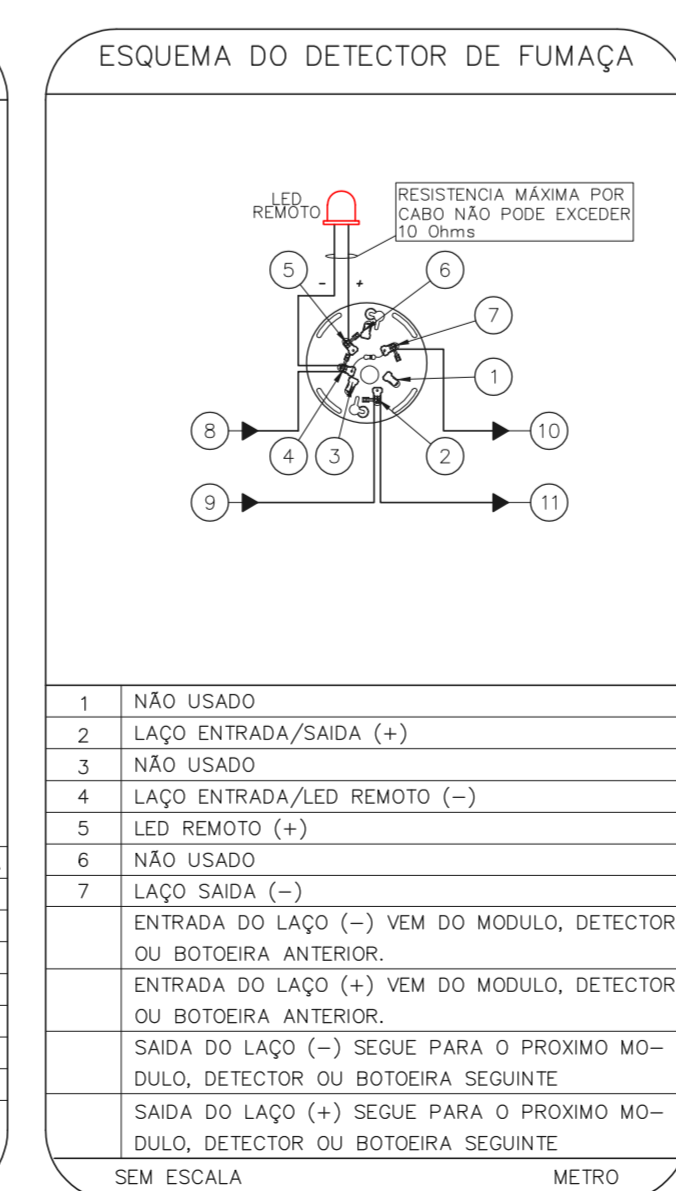 ESQUEMA DO DETECTOR DE FUMAÇA
LED
REMOTO
RESISTENCIA MÁXIMA POR
CABO NÃO PODE EXCEDER
10 Ohms
- +
5
6
7
1
8
10
4
3
2
9
11
1 NÃO USADO
2 LAÇO ENTRADA/SAIDA (+)
3 NÃO USADO
4 LAÇO ENTRADA/LED REMOTO (-)
5 LED REMOTO (+)
6 NÃO USADO
7 LAÇO SAIDA (-)
ENTRADA DO LAÇO (-) VEM DO MODULO, DETECTOR
OU BOTOEIRA ANTERIOR.
ENTRADA DO LAÇO (+) VEM DO MODULO, DETECTOR
OU BOTOEIRA ANTERIOR.
SAIDA DO LAÇO (-) SEGUE PARA O PROXIMO MO-
DULO, DETECTOR OU BOTOEIRA SEGUINTE
SAIDA DO LAÇO (+) SEGUE PARA O PROXIMO MO-
DULO, DETECTOR OU BOTOEIRA SEGUINTE
SEM ESCALA METRO